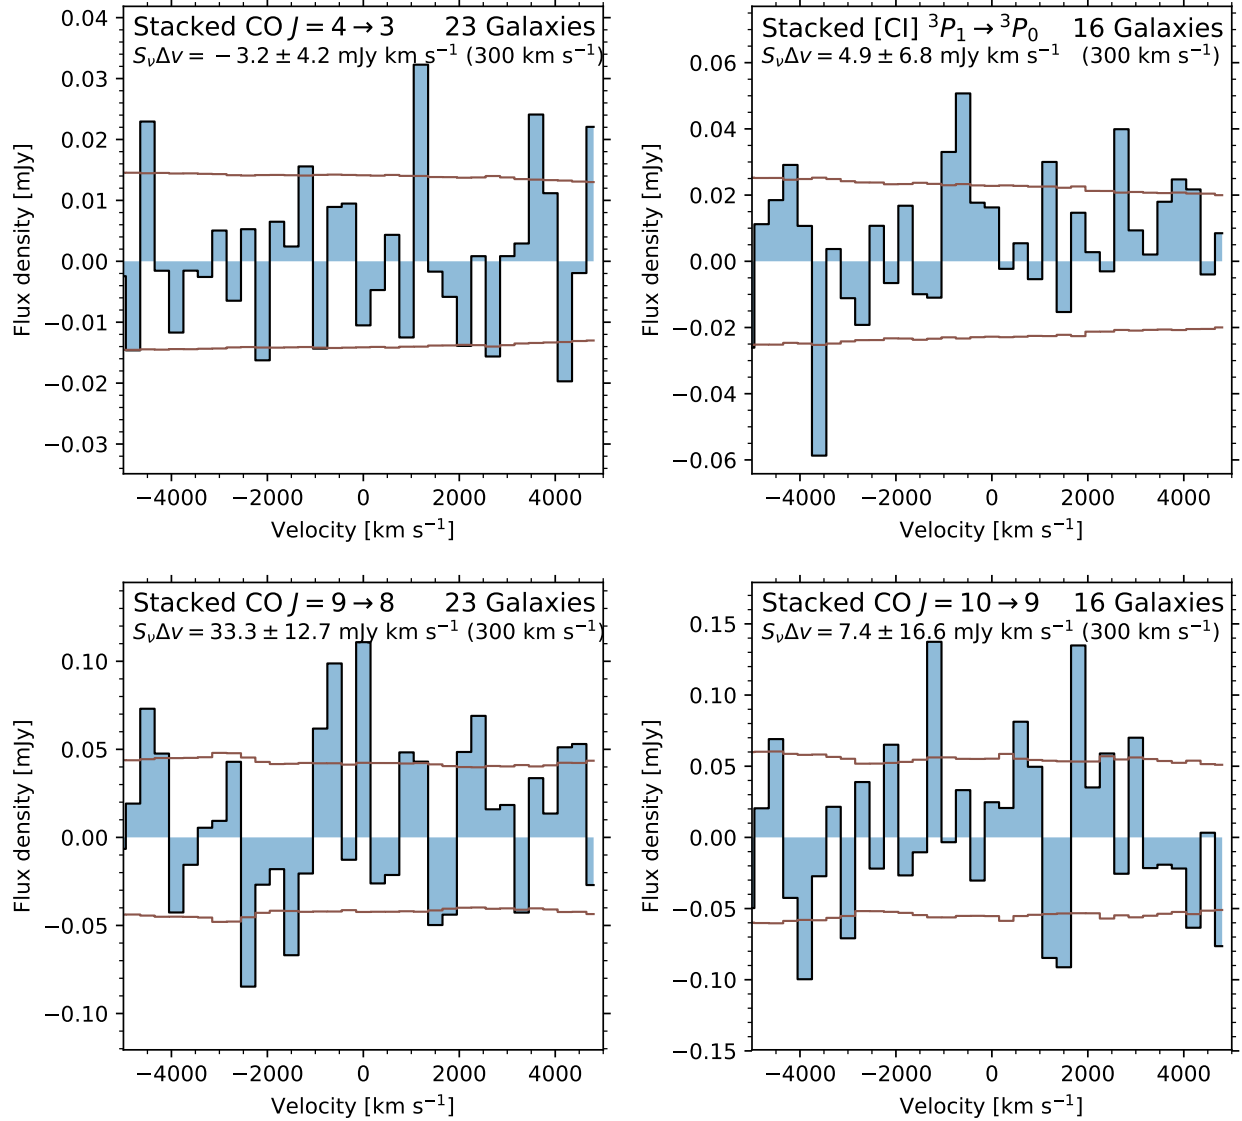 Stacked CO J = 4 → 3 23 Galaxies
SνΔv = −3.2 ± 4.2 mJy km s⁻¹ (300 km s⁻¹)
0.04
0.03
0.02
0.01
0.00
−0.01
−0.02
−0.03
Flux density [mJy]
−4000 −2000 0 2000 4000
Velocity [km s⁻¹]
Stacked [CI] ³P₁ → ³P₀ 16 Galaxies
SνΔv = 4.9 ± 6.8 mJy km s⁻¹ (300 km s⁻¹)
0.06
0.04
0.02
0.00
−0.02
−0.04
−0.06
Flux density [mJy]
−4000 −2000 0 2000 4000
Velocity [km s⁻¹]
Stacked CO J = 9 → 8 23 Galaxies
SνΔv = 33.3 ± 12.7 mJy km s⁻¹ (300 km s⁻¹)
0.10
0.05
0.00
−0.05
−0.10
Flux density [mJy]
−4000 −2000 0 2000 4000
Velocity [km s⁻¹]
Stacked CO J = 10 → 9 16 Galaxies
SνΔv = 7.4 ± 16.6 mJy km s⁻¹ (300 km s⁻¹)
0.15
0.10
0.05
0.00
−0.05
−0.10
−0.15
Flux density [mJy]
−4000 −2000 0 2000 4000
Velocity [km s⁻¹]